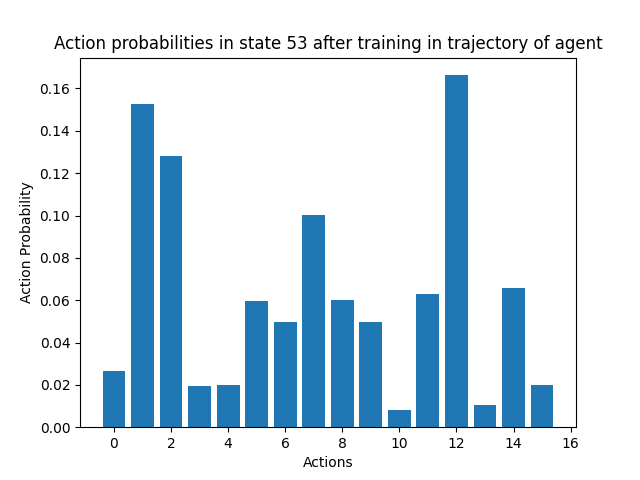 Action probabilities in state 53 after training in trajectory of agent
0.16
0.14
0.12
0.10
0.08
0.06
0.04
0.02
0.00
Action Probability
0 2 4 6 8 10 12 14 16
Actions